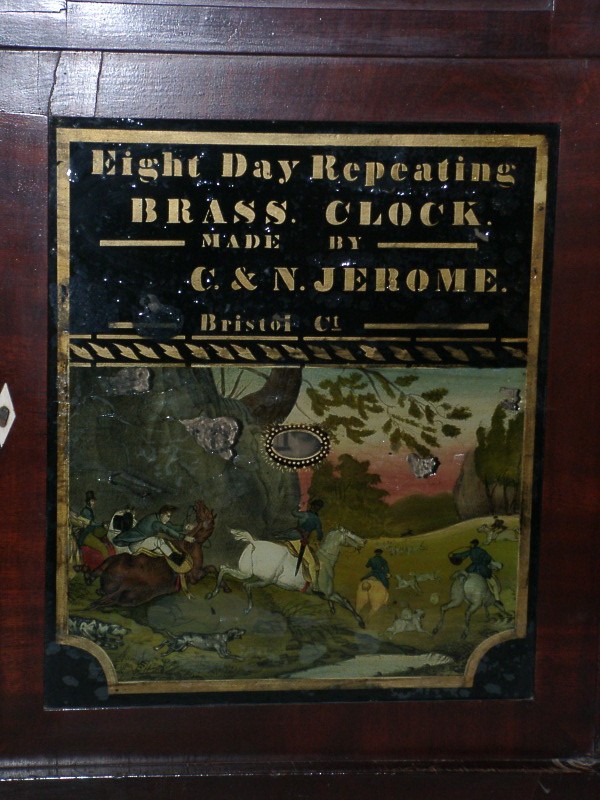 Eight Day Repeating
BRASS. CLOCK.
MADE BY
C. & N. JEROME.
Bristol Ct